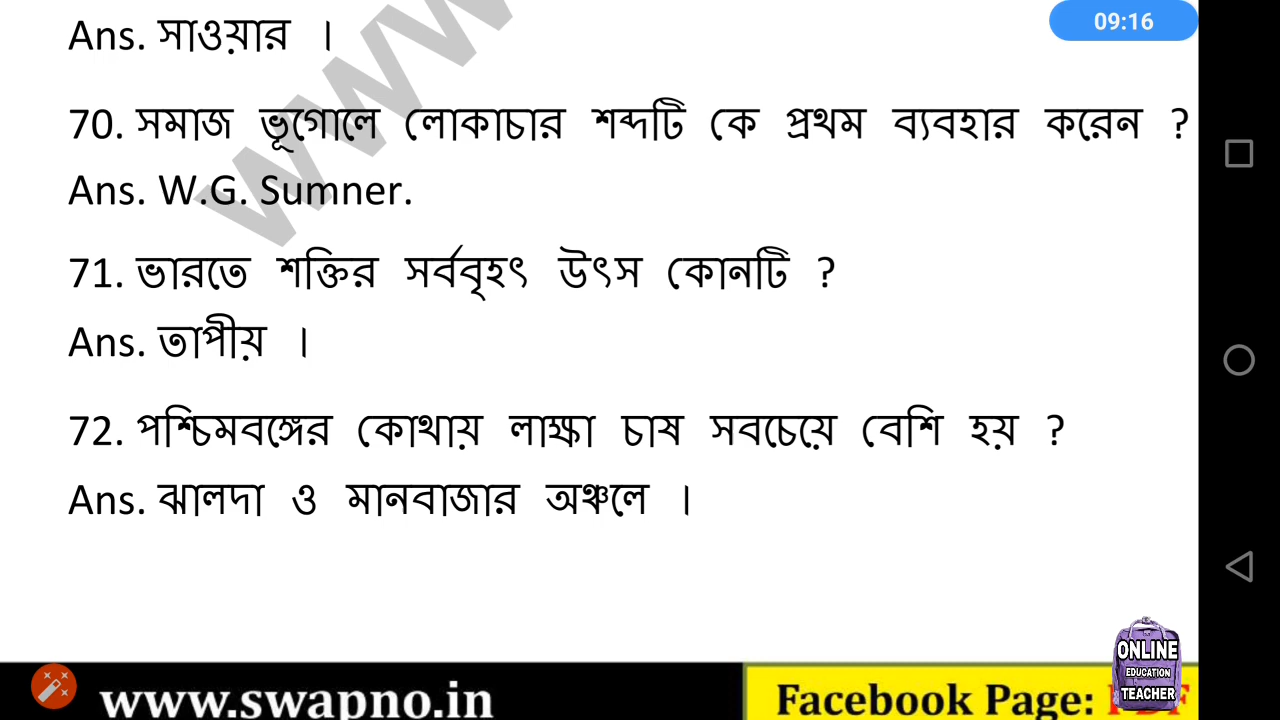 Ans. সাওয়ার ।
09:16
70. সমাজ ভূগোলে লোকাচার শব্দটি কে প্রথম ব্যবহার করেন ?
Ans. W.G. Sumner.
71. ভারতে শক্তির সর্ববৃহৎ উৎস কোনটি ?
Ans. তাপীয় ।
72. পশ্চিমবঙ্গের কোথায় লাক্ষা চাষ সবচেয়ে বেশি হয় ?
Ans. ঝালদা ও মানবাজার অঞ্চলে ।
www
www.swapno.in
Facebook Page:
ONLINE
EDUCATION
TEACHER